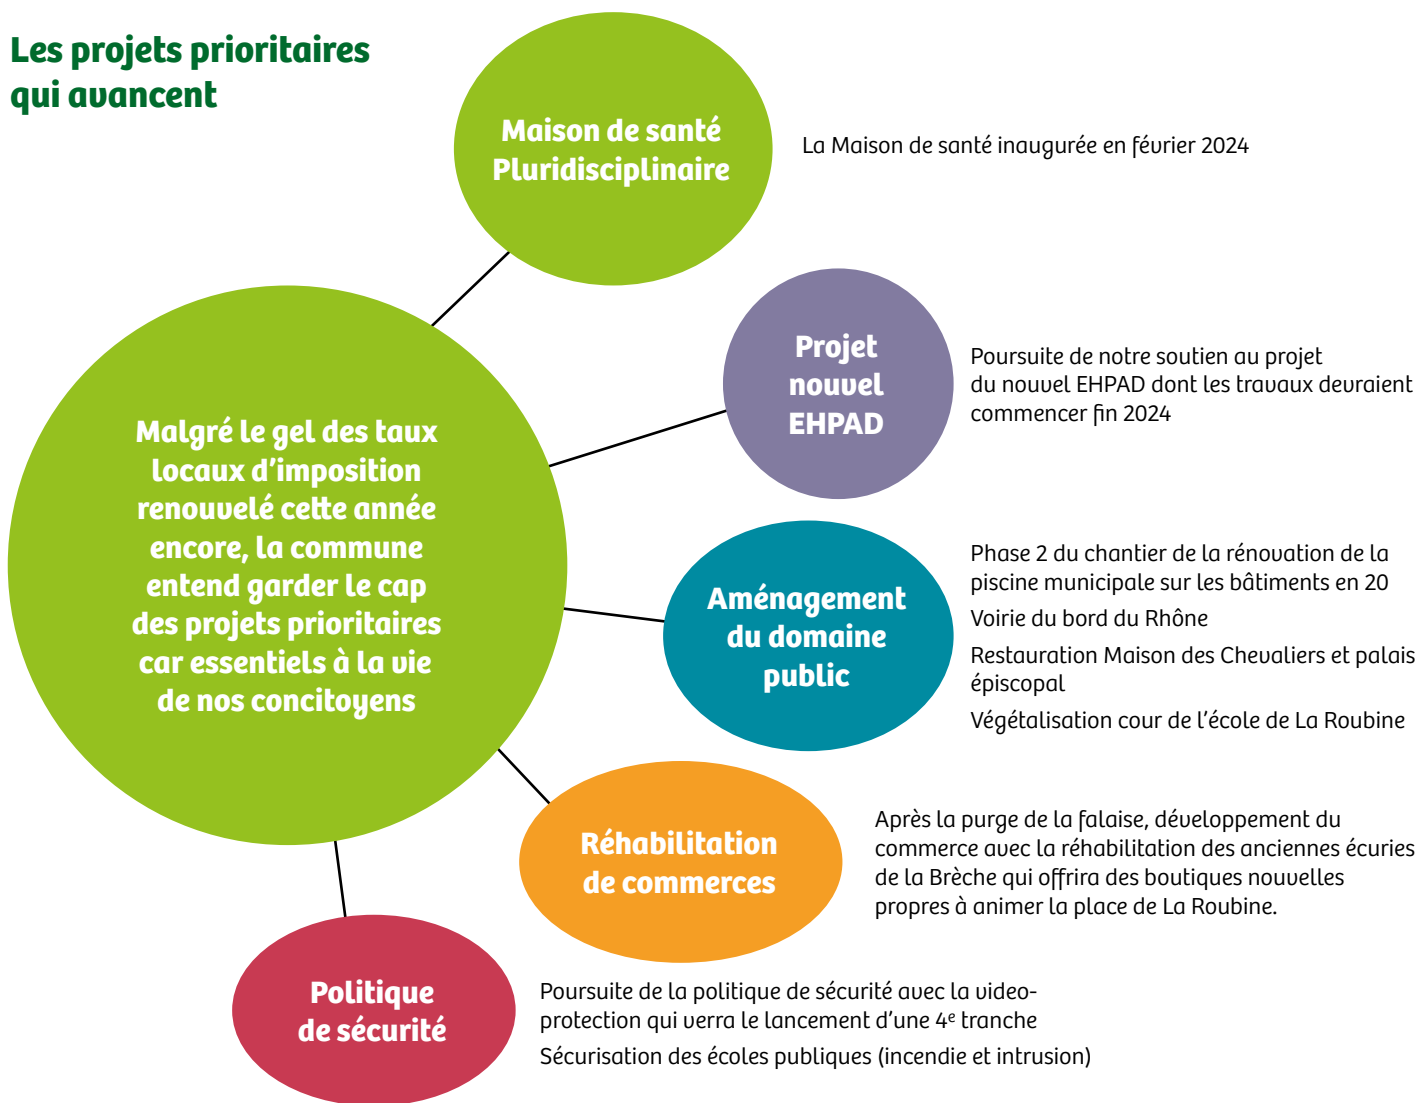 Les projets prioritaires
qui avancent
Maison de santé
Pluridisciplinaire
La Maison de santé inaugurée en février 2024
Projet
nouvel
EHPAD
Poursuite de notre soutien au projet
du nouvel EHPAD dont les travaux devraient
commencer fin 2024
Malgré le gel des taux
locaux d'imposition
renouvelé cette année
encore, la commune
entend garder le cap
des projets prioritaires
car essentiels à la vie
de nos concitoyens
Aménagement
du domaine
public
Phase 2 du chantier de la rénovation de la
piscine municipale sur les bâtiments en 20
Voirie du bord du Rhône
Restauration Maison des Chevaliers et palais
épiscopal
Végétalisation cour de l'école de La Roubine
Réhabilitation
de commerces
Après la purge de la falaise, développement du
commerce avec la réhabilitation des anciennes écuries
de la Brèche qui offrira des boutiques nouvelles
propres à animer la place de La Roubine.
Politique
de sécurité
Poursuite de la politique de sécurité avec la video-
protection qui verra le lancement d'une 4e tranche
Sécurisation des écoles publiques (incendie et intrusion)